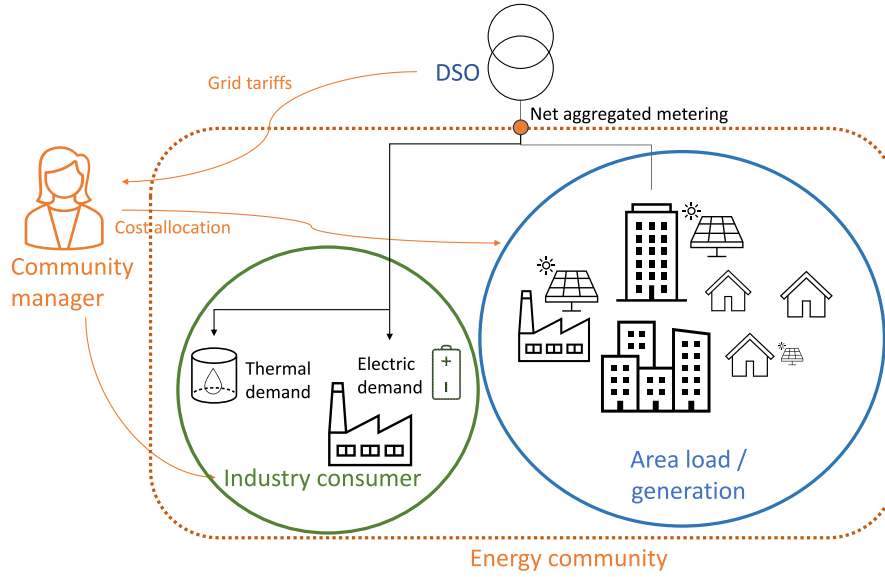 DSO
Grid tariffs
Net aggregated metering
Cost allocation
Community
manager
Thermal
demand
Electric
demand
Industry consumer
Area load /
generation
Energy community